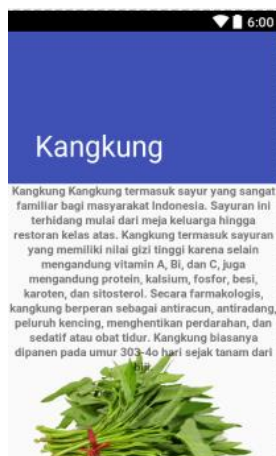 6:00
Kangkung
Kangkung Kangkung termasuk sayur yang sangat
familiar bagi masyarakat Indonesia. Sayuran ini
terhidang mulai dari meja keluarga hingga
restoran kelas atas. Kangkung termasuk sayuran
yang memiliki nilai gizi tinggi karena selain
mengandung vitamin A, Bi, dan C, juga
mengandung protein, kalsium, fosfor, besi,
karoten, dan sitosterol. Secara farmakologis,
kangkung berperan sebagai antiracun, antiradang,
peluruh kencing, menghentikan perdarahan, dan
sedatif atau obat tidur. Kangkung biasanya
dipanen pada umur 303-4o hari sejak tanam dari
biji.